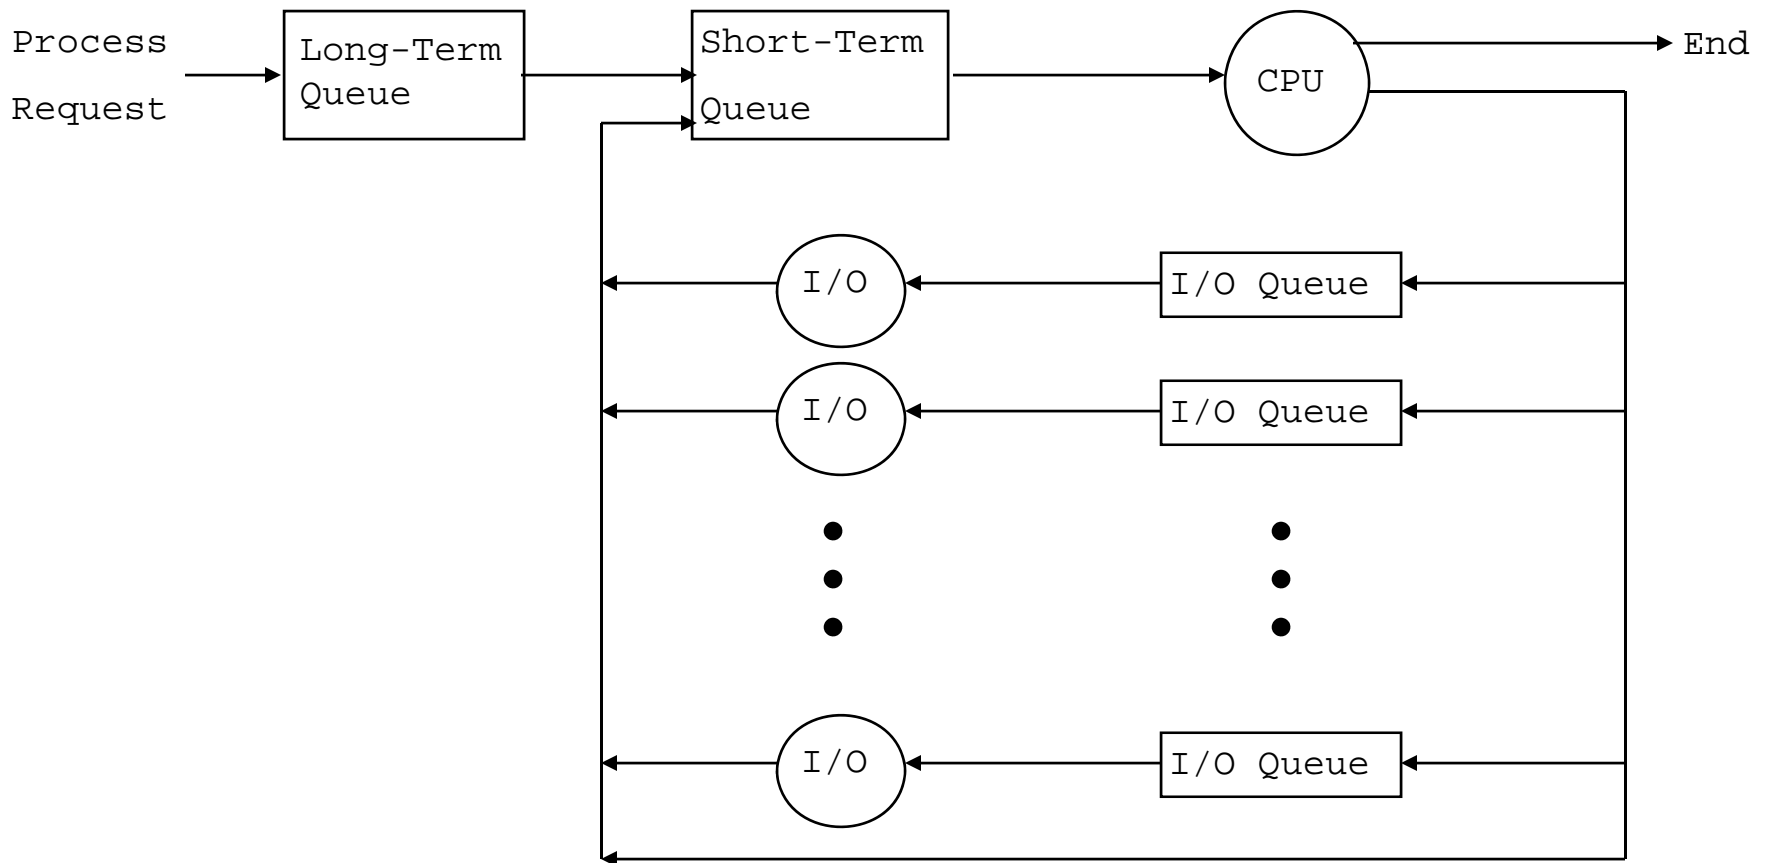 Process
Request
Long-Term
Queue
Short-Term
Queue
CPU
End
I/O
I/O Queue
I/O
I/O Queue
I/O
I/O Queue